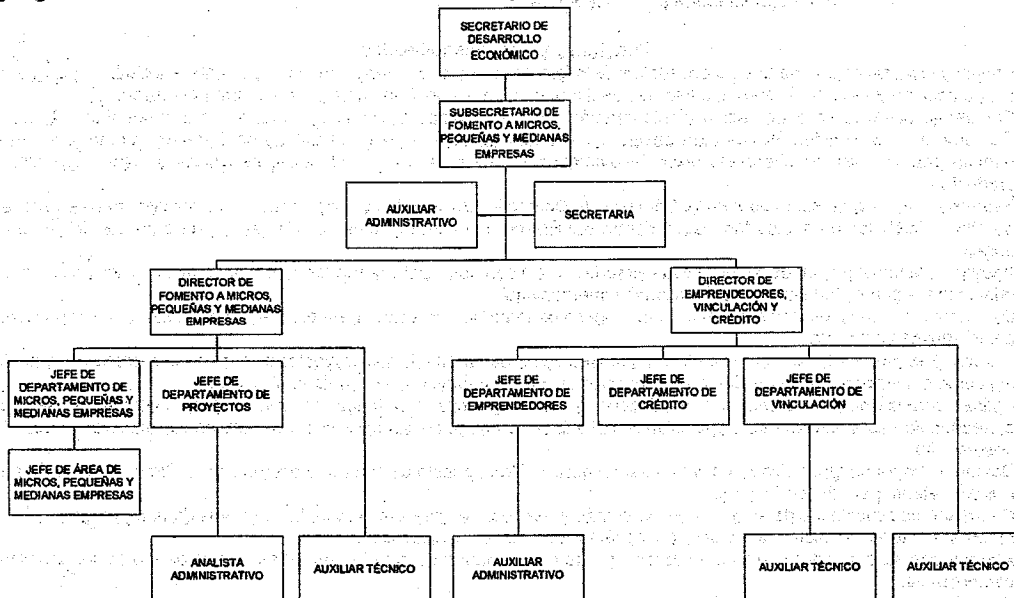 SECRETARIO DE
DESARROLLO
ECONÓMICO
SUBSECRETARIO DE
FOMENTO A MICROS,
PEQUEÑAS Y MEDIANAS
EMPRESAS
AUXILIAR
ADMINISTRATIVO
SECRETARIA
DIRECTOR DE
FOMENTO A MICROS,
PEQUEÑAS Y MEDIANAS
EMPRESAS
DIRECTOR DE
EMPRENDEDORES,
VINCULACIÓN Y
CRÉDITO
JEFE DE
DEPARTAMENTO DE
MICROS, PEQUEÑAS Y
MEDIANAS EMPRESAS
JEFE DE
DEPARTAMENTO DE
PROYECTOS
JEFE DE
DEPARTAMENTO DE
EMPRENDEDORES
JEFE DE
DEPARTAMENTO DE
CRÉDITO
JEFE DE
DEPARTAMENTO DE
VINCULACIÓN
JEFE DE ÁREA DE
MICROS, PEQUEÑAS Y
MEDIANAS EMPRESAS
ANALISTA
ADMINISTRATIVO
AUXILIAR TÉCNICO
AUXILIAR
ADMINISTRATIVO
AUXILIAR TÉCNICO
AUXILIAR TÉCNICO